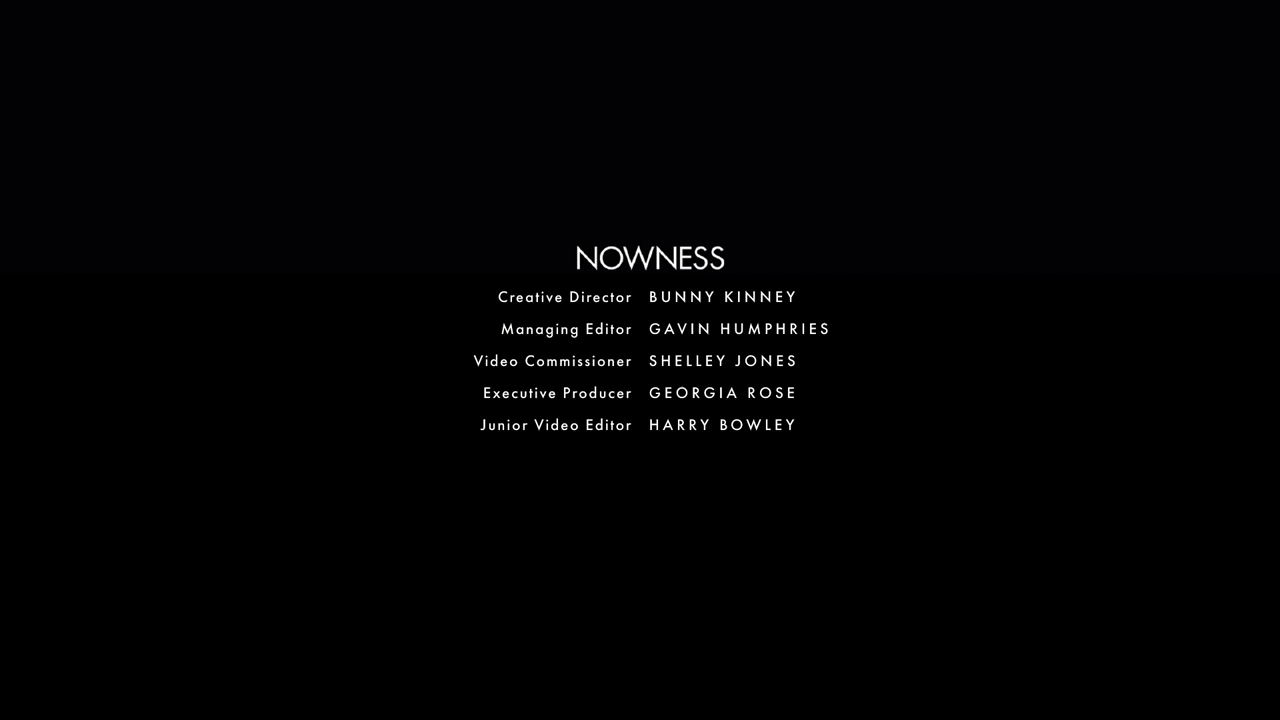 NOWNESS
Creative Director BUNNY KINNEY
Managing Editor GAVIN HUMPHRIES
Video Commissioner SHELLEY JONES
Executive Producer GEORGIA ROSE
Junior Video Editor HARRY BOWLEY